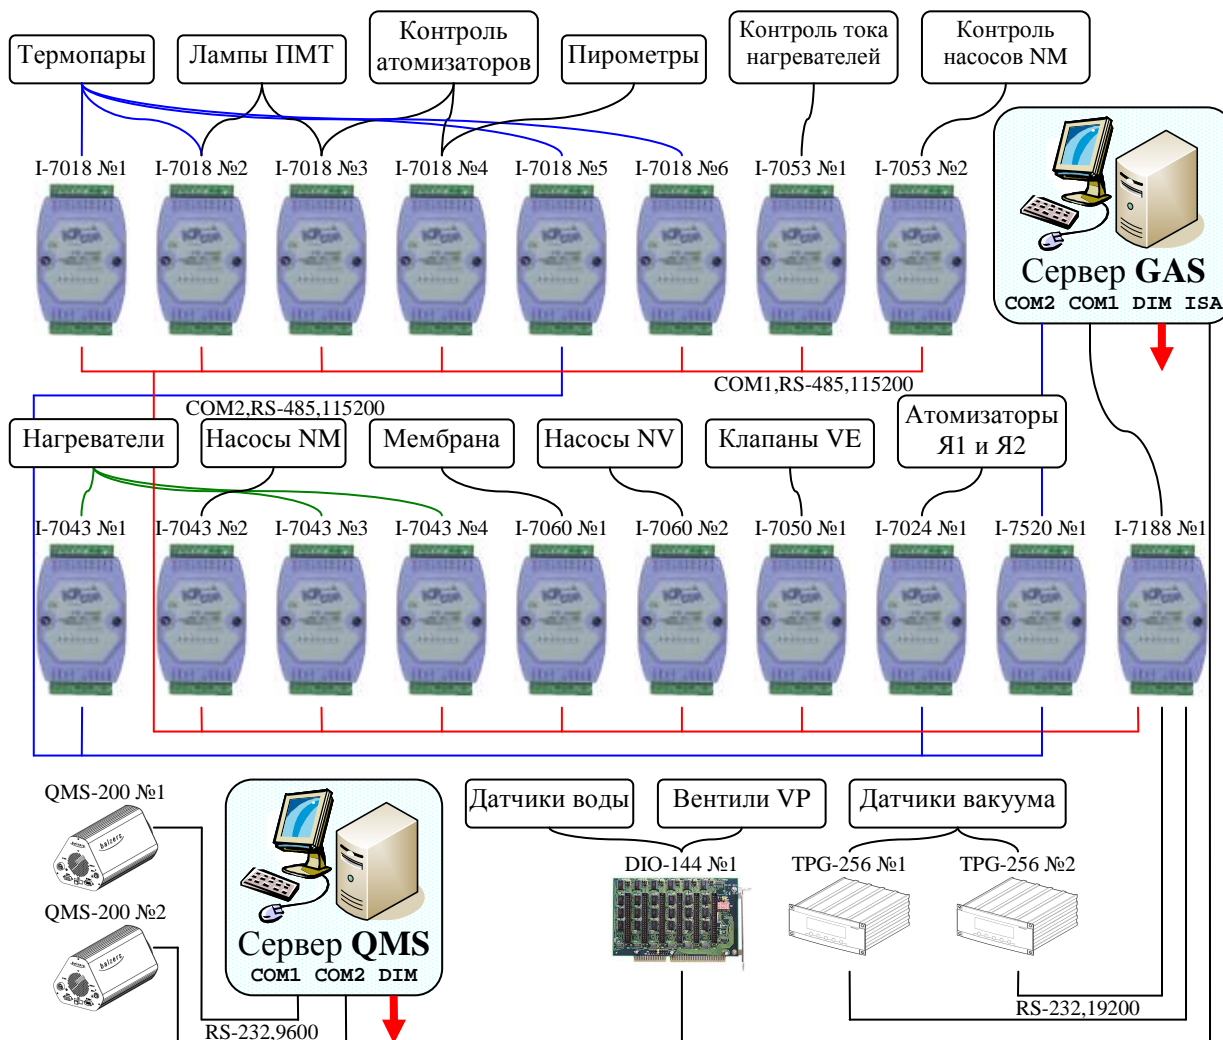 Термопары
Лампы ПМТ
Контроль
атомизаторов
Пирометры
Контроль тока
нагревателей
Контроль
насосов NM
I-7018 №1
I-7018 №2
I-7018 №3
I-7018 №4
I-7018 №5
I-7018 №6
I-7053 №1
I-7053 №2
Сервер GAS
COM2 COM1 DIM ISA
COM1,RS-485,115200
COM2,RS-485,115200
Нагреватели
Насосы NM
Мембрана
Насосы NV
Клапаны VE
Атомизаторы
Я1 и Я2
I-7043 №1
I-7043 №2
I-7043 №3
I-7043 №4
I-7060 №1
I-7060 №2
I-7050 №1
I-7024 №1
I-7520 №1
I-7188 №1
QMS-200 №1
balzers
QMS-200 №2
balzers
Сервер QMS
COM1 COM2 DIM
RS-232,9600
Датчики воды
Вентили VP
Датчики вакуума
DIO-144 №1
TPG-256 №1
TPG-256 №2
RS-232,19200